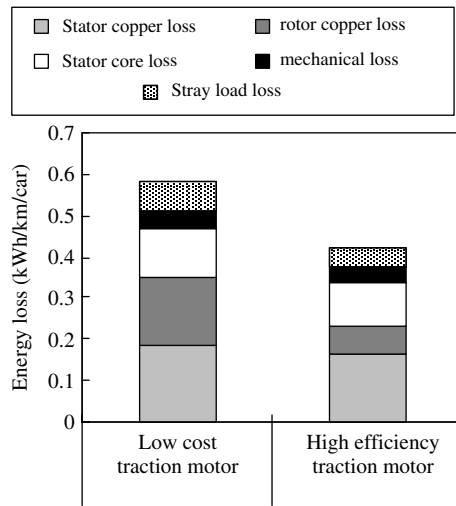 Stator copper loss
rotor copper loss
Stator core loss
mechanical loss
Stray load loss
Energy loss (kWh/km/car)
0.7
0.6
0.5
0.4
0.3
0.2
0.1
0
Low cost
traction motor
High efficiency
traction motor